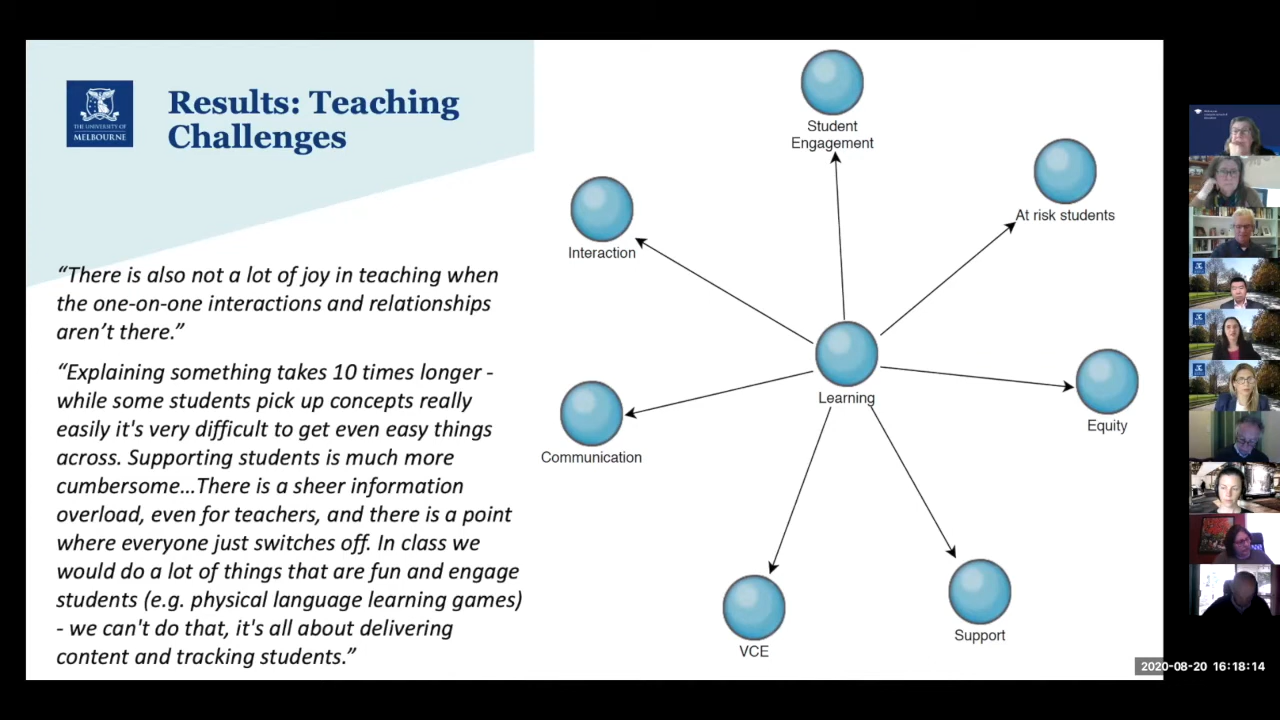 THE UNIVERSITY OF
MELBOURNE
Results: Teaching
Challenges
“There is also not a lot of joy in teaching when
the one-on-one interactions and relationships
aren’t there.”
“Explaining something takes 10 times longer -
while some students pick up concepts really
easily it's very difficult to get even easy things
across. Supporting students is much more
cumbersome...There is a sheer information
overload, even for teachers, and there is a point
where everyone just switches off. In class we
would do a lot of things that are fun and engage
students (e.g. physical language learning games)
- we can't do that, it's all about delivering
content and tracking students.”
Student
Engagement
At risk students
Interaction
Learning
Equity
Communication
Support
VCE
2020-08-20 16:18:14